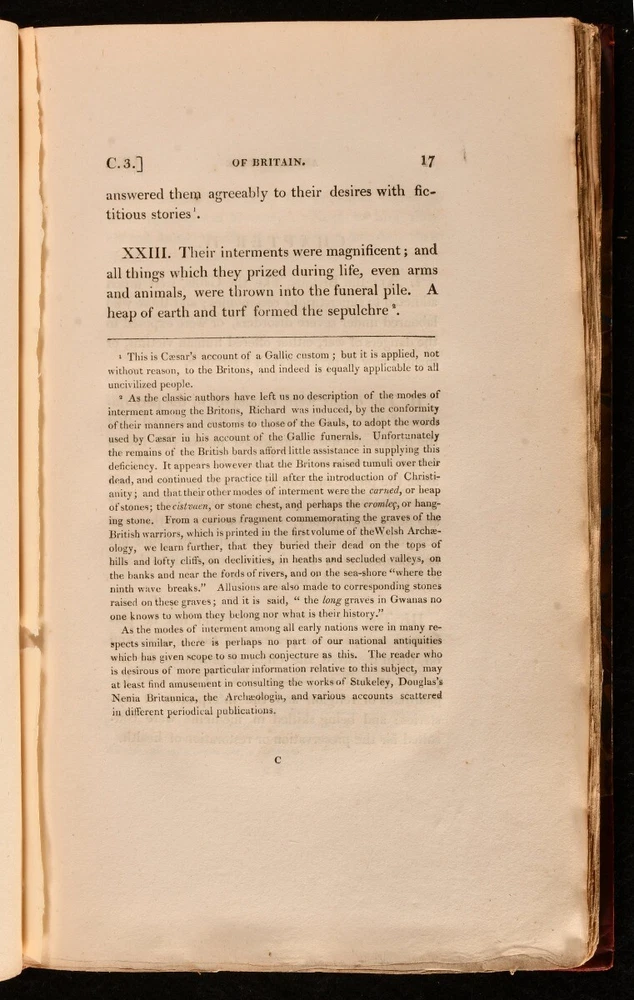 C. 3.] OF BRITAIN. 17
answered them agreeably to their desires with fic-
titious stories ¹.
XXIII. Their interments were magnificent; and
all things which they prized during life, even arms
and animals, were thrown into the funeral pile. A
heap of earth and turf formed the sepulchre ².
¹ This is Cæsar's account of a Gallic custom; but it is applied, not
without reason, to the Britons, and indeed is equally applicable to all
uncivilized people.
² As the classic authors have left us no description of the modes of
interment among the Britons, Richard was induced, by the conformity
of their manners and customs to those of the Gauls, to adopt the words
used by Cæsar in his account of the Gallic funerals. Unfortunately
the remains of the British bards afford little assistance in supplying this
deficiency. It appears however that the Britons raised tumuli over their
dead, and continued the practice till after the introduction of Christi-
anity; and that their other modes of interment were the carned, or heap
of stones; the cistvaen, or stone chest, and perhaps the cromleç, or hang-
ing stone. From a curious fragment commemorating the graves of the
British warriors, which is printed in the first volume of the Welsh Archæ-
ology, we learn further, that they buried their dead on the tops of
hills and lofty cliffs, on declivities, in heaths and secluded valleys, on
the banks and near the fords of rivers, and on the sea-shore "where the
ninth wave breaks." Allusions are also made to corresponding stones
raised on these graves; and it is said, "the long graves in Gwanas no
one knows to whom they belong nor what is their history."
As the modes of interment among all early nations were in many re-
spects similar, there is perhaps no part of our national antiquities
which has given scope to so much conjecture as this. The reader who
is desirous of more particular information relative to this subject, may
at least find amusement in consulting the works of Stukeley, Douglas's
Nenia Britannica, the Archæologia, and various accounts scattered
in different periodical publications.
C